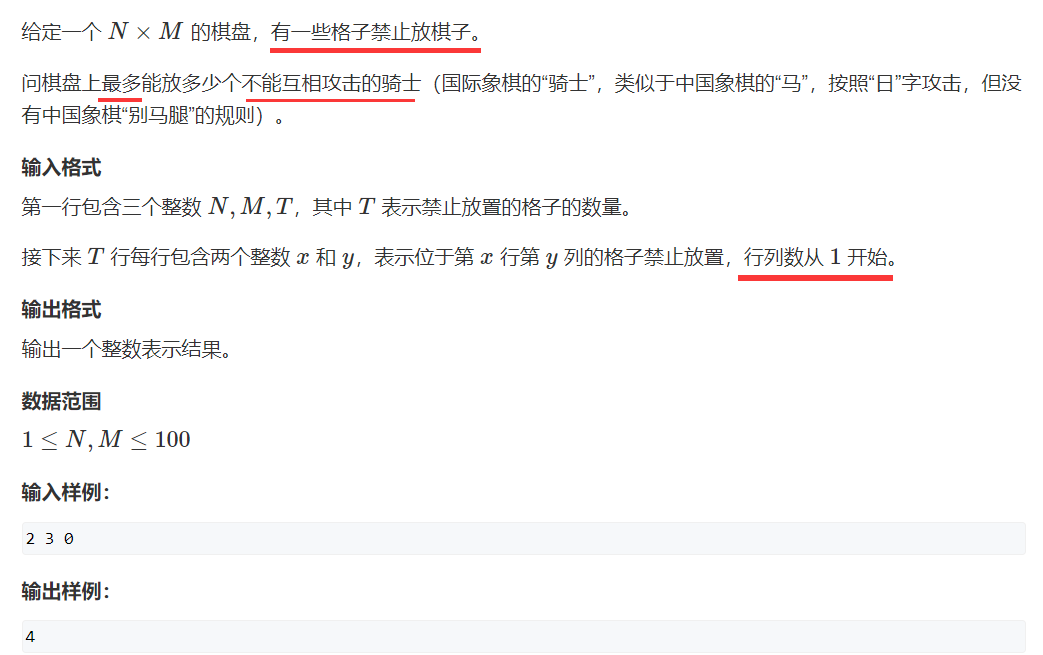 给定一个 N × M 的棋盘，有一些格子禁止放棋子。
问棋盘上最多能放多少个不能互相攻击的骑士（国际象棋的“骑士”，类似于中国象棋的“马”，按照“日”字攻击，但没
有中国象棋“别马腿”的规则）。
输入格式
第一行包含三个整数 N, M, T，其中 T 表示禁止放置的格子的数量。
接下来 T 行每行包含两个整数 x 和 y，表示位于第 x 行第 y 列的格子禁止放置，行列数从 1 开始。
输出格式
输出一个整数表示结果。
数据范围
1 ≤ N, M ≤ 100
输入样例：
2 3 0
输出样例：
4